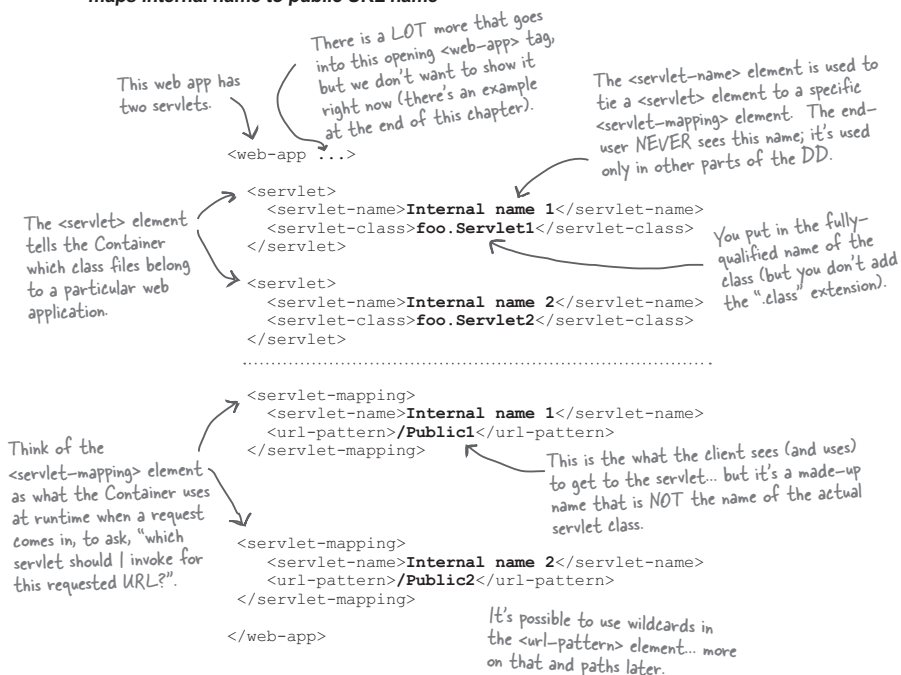 maps internal name to public URL name
There is a LOT more that goes
into this opening <web-app> tag,
but we don't want to show it
right now (there's an example
at the end of this chapter).
This web app has
two servlets.
The <servlet-name> element is used to
tie a <servlet> element to a specific
<servlet-mapping> element. The end-
user NEVER sees this name; it's used
only in other parts of the DD.
<web-app ...>
<servlet>
<servlet-name>Internal name 1</servlet-name>
<servlet-class>foo.Servlet1</servlet-class>
</servlet>
The <servlet> element
tells the Container
which class files belong
to a particular web
application.
You put in the fully-
qualified name of the
class (but you don't add
the ".class" extension).
<servlet>
<servlet-name>Internal name 2</servlet-name>
<servlet-class>foo.Servlet2</servlet-class>
</servlet>
<servlet-mapping>
<servlet-name>Internal name 1</servlet-name>
<url-pattern>/Public1</url-pattern>
</servlet-mapping>
Think of the
<servlet-mapping> element
as what the Container uses
at runtime when a request
comes in, to ask, "which
servlet should I invoke for
this requested URL?".
This is the what the client sees (and uses)
to get to the servlet... but it's a made-up
name that is NOT the name of the actual
servlet class.
<servlet-mapping>
<servlet-name>Internal name 2</servlet-name>
<url-pattern>/Public2</url-pattern>
</servlet-mapping>
</web-app>
It's possible to use wildcards in
the <url-pattern> element... more
on that and paths later.